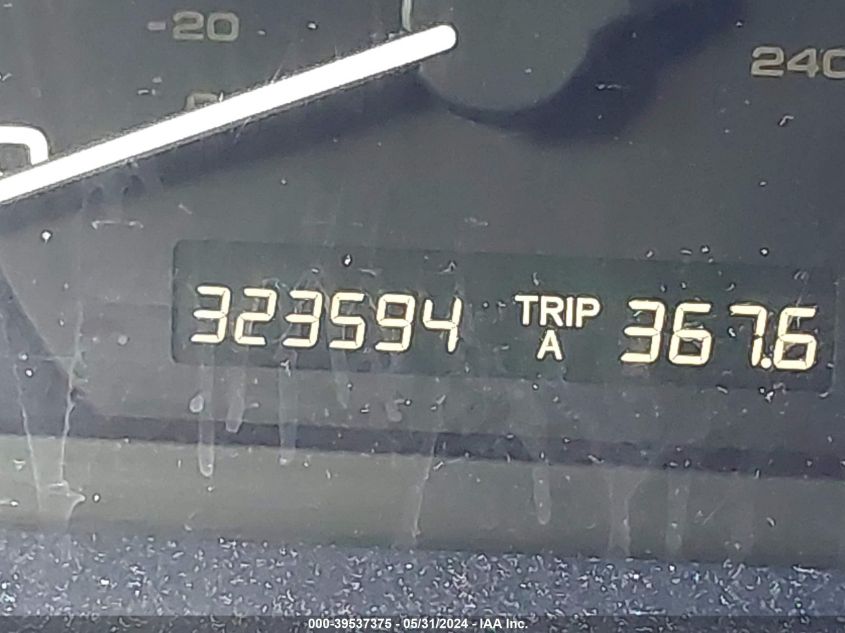 20
240
323594 TRIP A 367.6
000-39537375 - 05/31/2024 - IAA Inc.